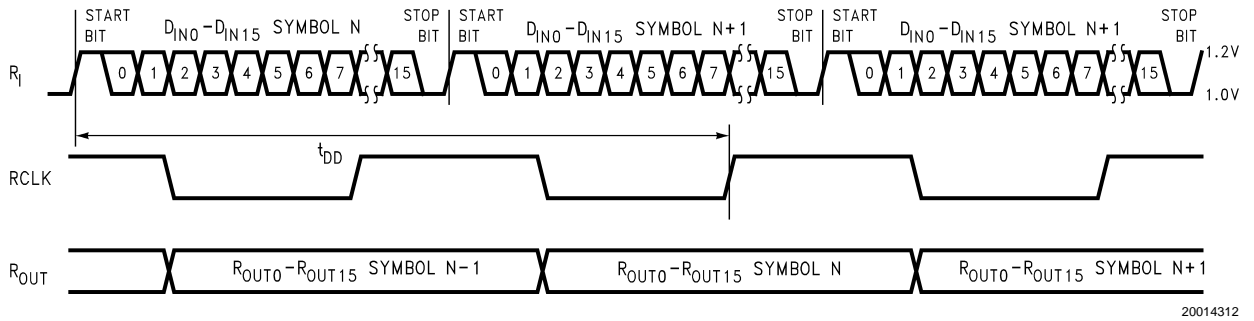 START BIT D_IN0-D_IN15 SYMBOL N STOP BIT START BIT D_IN0-D_IN15 SYMBOL N+1 STOP BIT START BIT D_IN0-D_IN15 SYMBOL N+1 STOP BIT
R_I 0 1 2 3 4 5 6 7 15 0 1 2 3 4 5 6 7 15 0 1 2 3 4 5 6 7 15 1.2V
1.0V
t_DD
RCLK
R_OUT R_OUT0-R_OUT15 SYMBOL N-1 R_OUT0-R_OUT15 SYMBOL N R_OUT0-R_OUT15 SYMBOL N+1
20014312